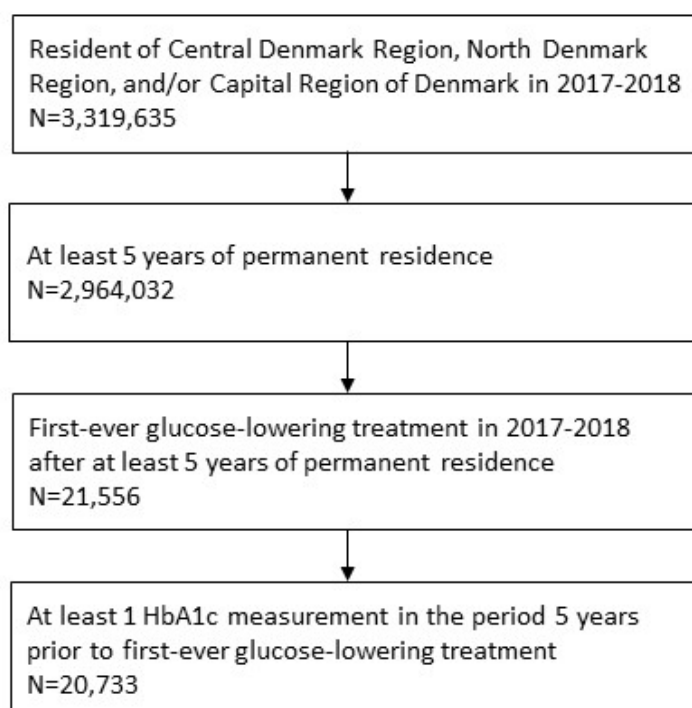 Resident of Central Denmark Region, North Denmark
Region, and/or Capital Region of Denmark in 2017-2018
N=3,319,635
At least 5 years of permanent residence
N=2,964,032
First-ever glucose-lowering treatment in 2017-2018
after at least 5 years of permanent residence
N=21,556
At least 1 HbA1c measurement in the period 5 years
prior to first-ever glucose-lowering treatment
N=20,733